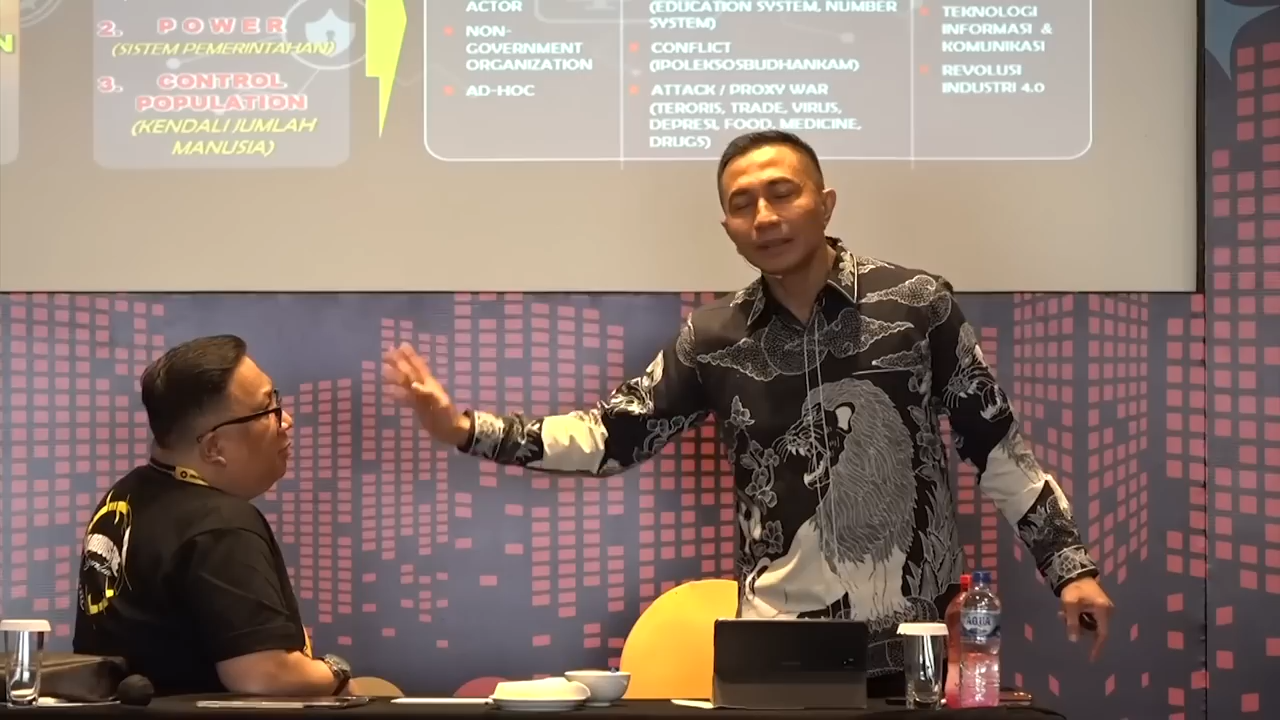 N
2. POWER
(SISTEM PEMERINTAHAN)
3. CONTROL
POPULATION
(KENDALI JUMLAH
MANUSIA)
ACTOR
NON-
GOVERNMENT
ORGANIZATION
AD-HOC
(EDUCATION SYSTEM, NUMBER
SYSTEM)
CONFLICT
(IPOLEKSOSBUDHANKAM)
ATTACK / PROXY WAR
(TERORIS, TRADE, VIRUS,
DEPRESI, FOOD, MEDICINE,
DRUGS)
TEKNOLOGI
INFORMASI &
KOMUNIKASI
REVOLUSI
INDUSTRI 4.0
AQUA